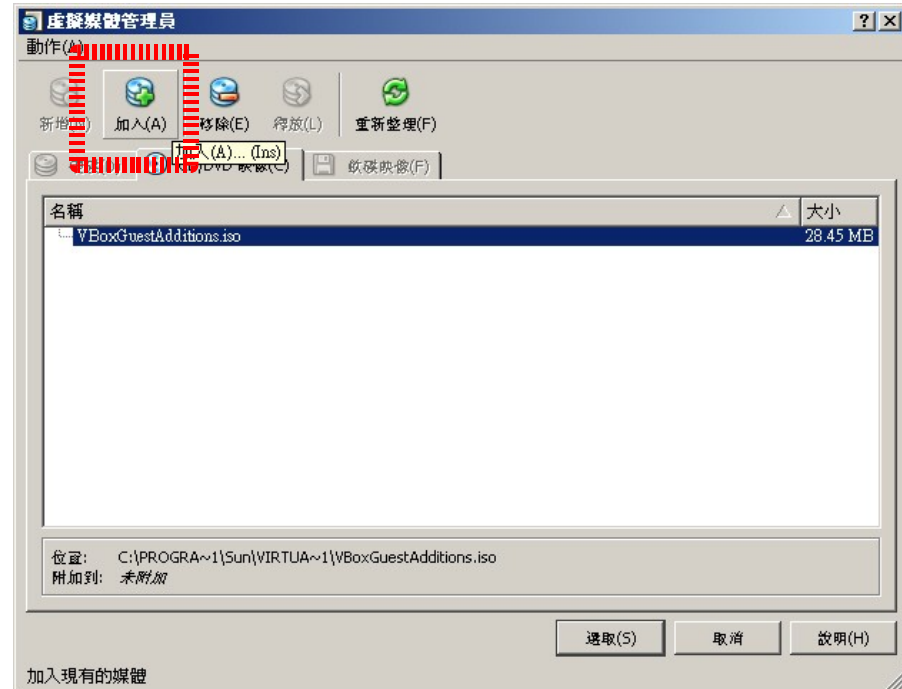 虛擬媒體管理員
動作(A)
加入(A)
移除(E)
釋放(L)
重新整理(F)
加入(A)... (Ins)
軟碟映像(F)
名稱 大小
VBoxGuestAdditions.iso 28.45 MB
位置: C:\PROGRA~1\Sun\VIRTUA~1\VBoxGuestAdditions.iso
附加到: 未附加
選取(S) 取消 說明(H)
加入現有的媒體